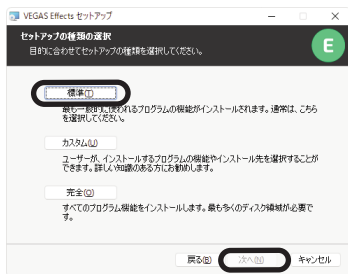 VEGAS Effects セットアップ
セットアップの種類の選択
目的に合わせてセットアップの種類を選択してください。
E
標準(T)
最も一般的に使われるプログラムの機能がインストールされます。通常は、こちら
を選択してください。
カスタム(U)
ユーザーが、インストールするプログラムの機能やインストール先を選択することが
できます。詳しい知識のある方にお勧めします。
完全(O)
すべてのプログラム機能をインストールします。最も多くのディスク領域が必要で
す。
戻る(B)
次へ(N)
キャンセル